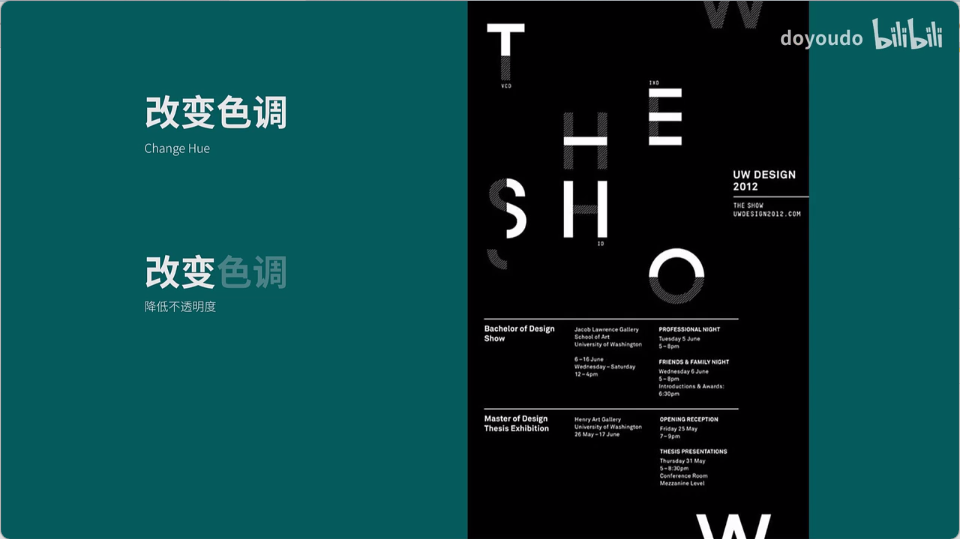 doyoudo bilibili
改变色调
Change Hue
改变色调
降低不透明度
W
T
VCD
H
IXD
E
S
H
ID
O
W
UW DESIGN
2012
THE SHOW
UWDESIGN2012.COM
Bachelor of Design
Show
Jacob Lawrence Gallery
School of Art
University of Washington
6–16 June
Wednesday–Saturday
12–4pm
PROFESSIONAL NIGHT
Tuesday 5 June
5–8pm
FRIENDS & FAMILY NIGHT
Wednesday 6 June
5–8pm
Introductions & Awards:
6:30pm
Master of Design
Thesis Exhibition
Henry Art Gallery
University of Washington
26 May–17 June
OPENING RECEPTION
Friday 25 May
7–9pm
THESIS PRESENTATIONS
Thursday 31 May
5–8:30pm
Conference Room
Mezzanine Level